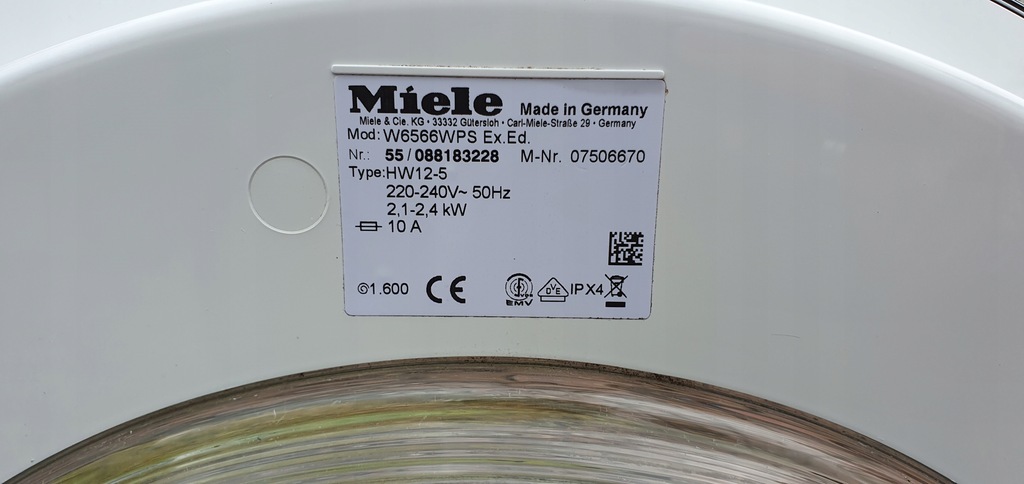 Miele Made in Germany
Miele & Cie. KG • 33332 Gütersloh • Carl-Miele-Straße 29 • Germany
Mod: W6566WPS Ex.Ed.
Nr.: 55/088183228 M-Nr. 07506670
Type: HW12-5
220-240V~ 50Hz
2,1-2,4 kW
10 A
1.600 CE EMV VDE IPX4